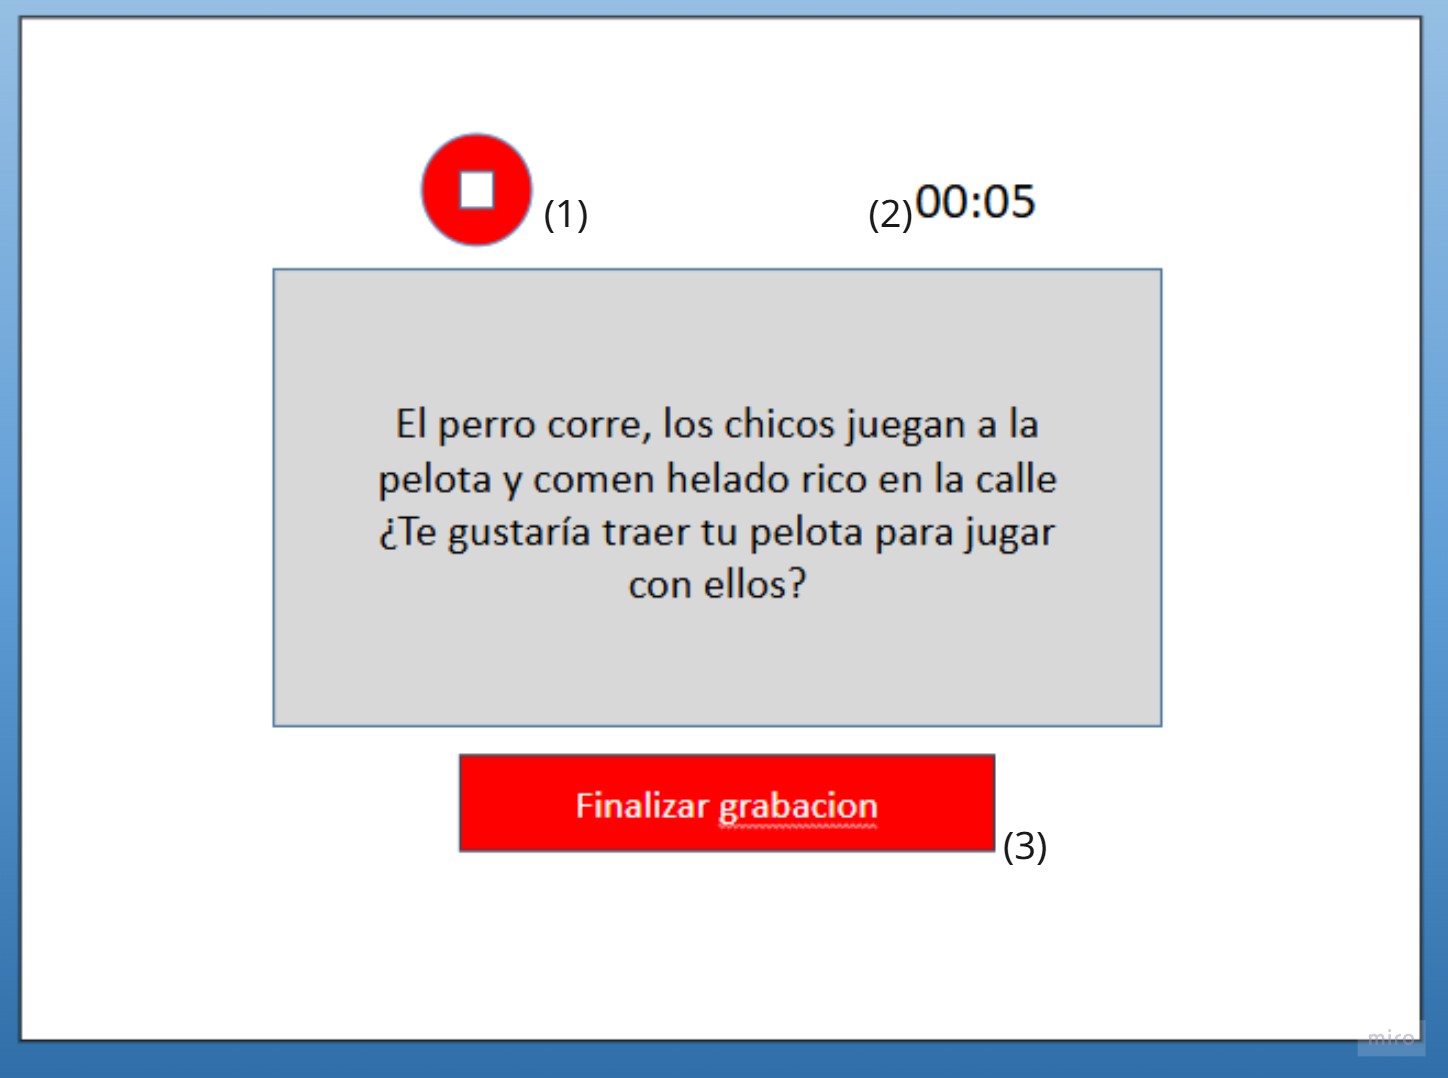 (1)
(2) 00:05
El perro corre, los chicos juegan a la
pelota y comen helado rico en la calle
¿Te gustaría traer tu pelota para jugar
con ellos?
Finalizar grabacion
(3)
miro